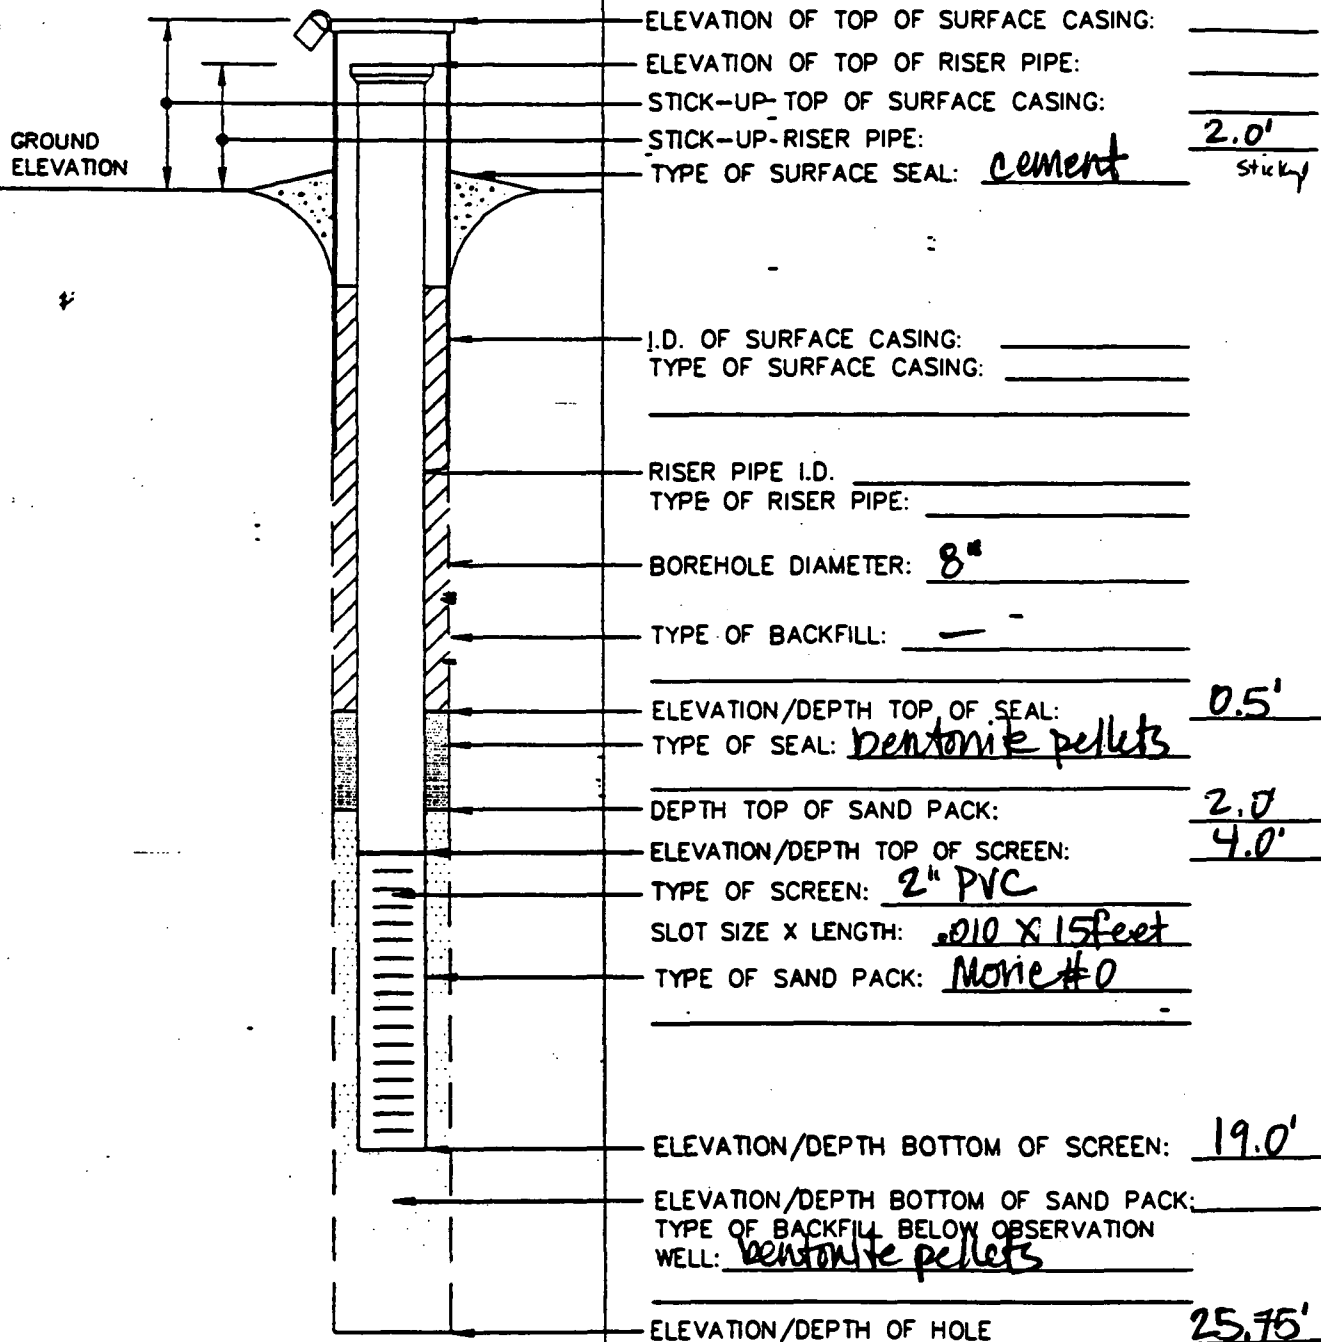 ELEVATION OF TOP OF SURFACE CASING:
ELEVATION OF TOP OF RISER PIPE:
STICK-UP-TOP OF SURFACE CASING:
GROUND ELEVATION
STICK-UP-RISER PIPE: 2.0'
TYPE OF SURFACE SEAL: cement
I.D. OF SURFACE CASING:
TYPE OF SURFACE CASING:
RISER PIPE I.D.
TYPE OF RISER PIPE:
BOREHOLE DIAMETER: 8"
TYPE OF BACKFILL: —
ELEVATION/DEPTH TOP OF SEAL: 0.5'
TYPE OF SEAL: bentonite pellets
DEPTH TOP OF SAND PACK: 2.0
ELEVATION/DEPTH TOP OF SCREEN: 4.0'
TYPE OF SCREEN: 2" PVC
SLOT SIZE X LENGTH: .010 X 15feet
TYPE OF SAND PACK: Morie #0
ELEVATION/DEPTH BOTTOM OF SCREEN: 19.0'
ELEVATION/DEPTH BOTTOM OF SAND PACK:
TYPE OF BACKFILL BELOW OBSERVATION
WELL: bentonite pellets
ELEVATION/DEPTH OF HOLE 25.75'